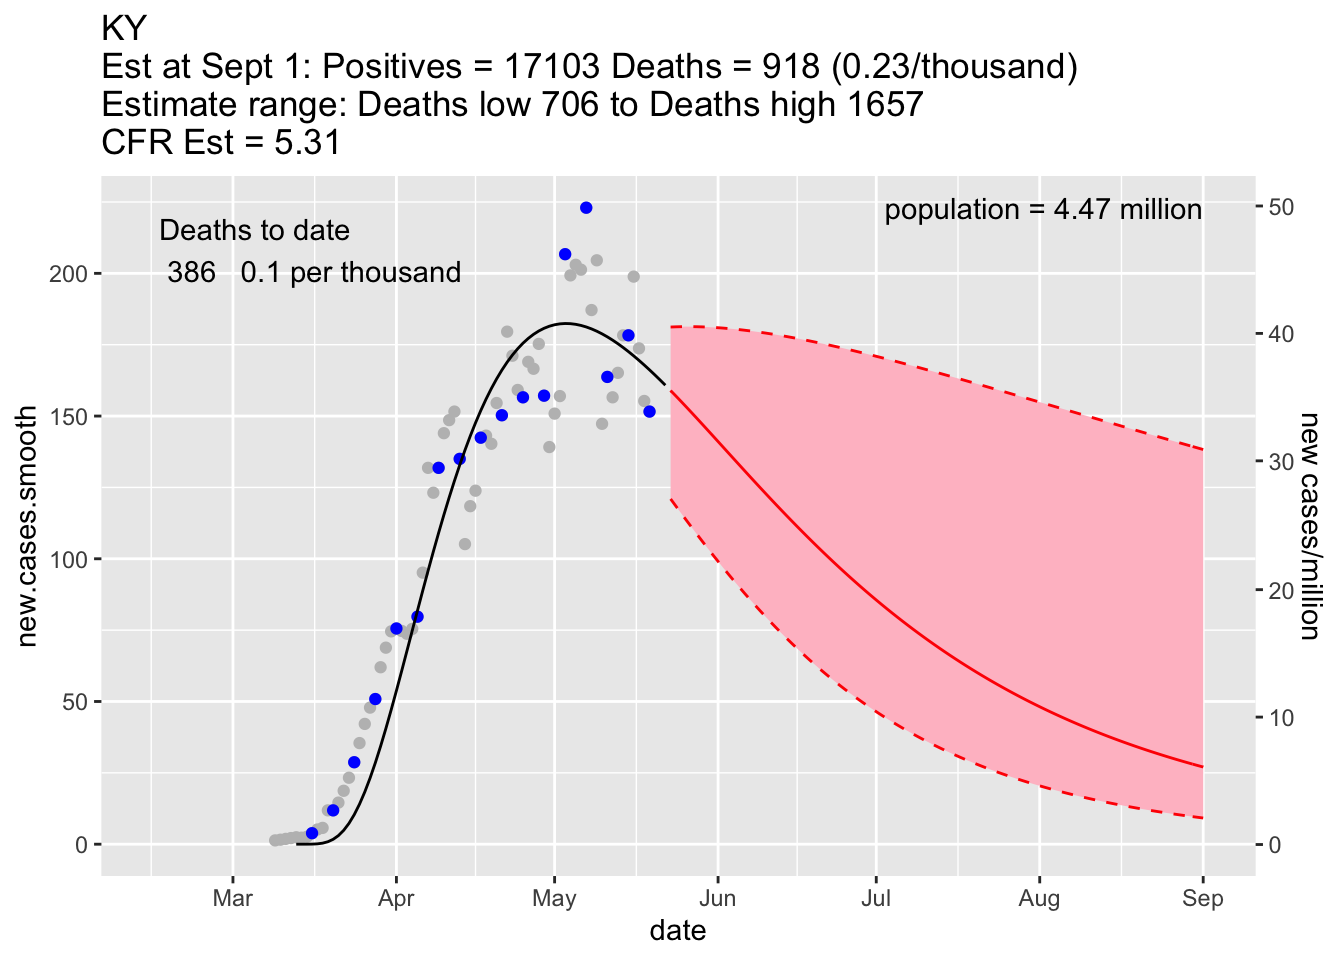 KY
Est at Sept 1: Positives = 17103 Deaths = 918 (0.23/thousand)
Estimate range: Deaths low 706 to Deaths high 1657
CFR Est = 5.31
Deaths to date
386 0.1 per thousand
population = 4.47 million
200
150
100
50
0
new.cases.smooth
50
40
30
20
10
0
new cases/million
Mar Apr May Jun Jul Aug Sep
date